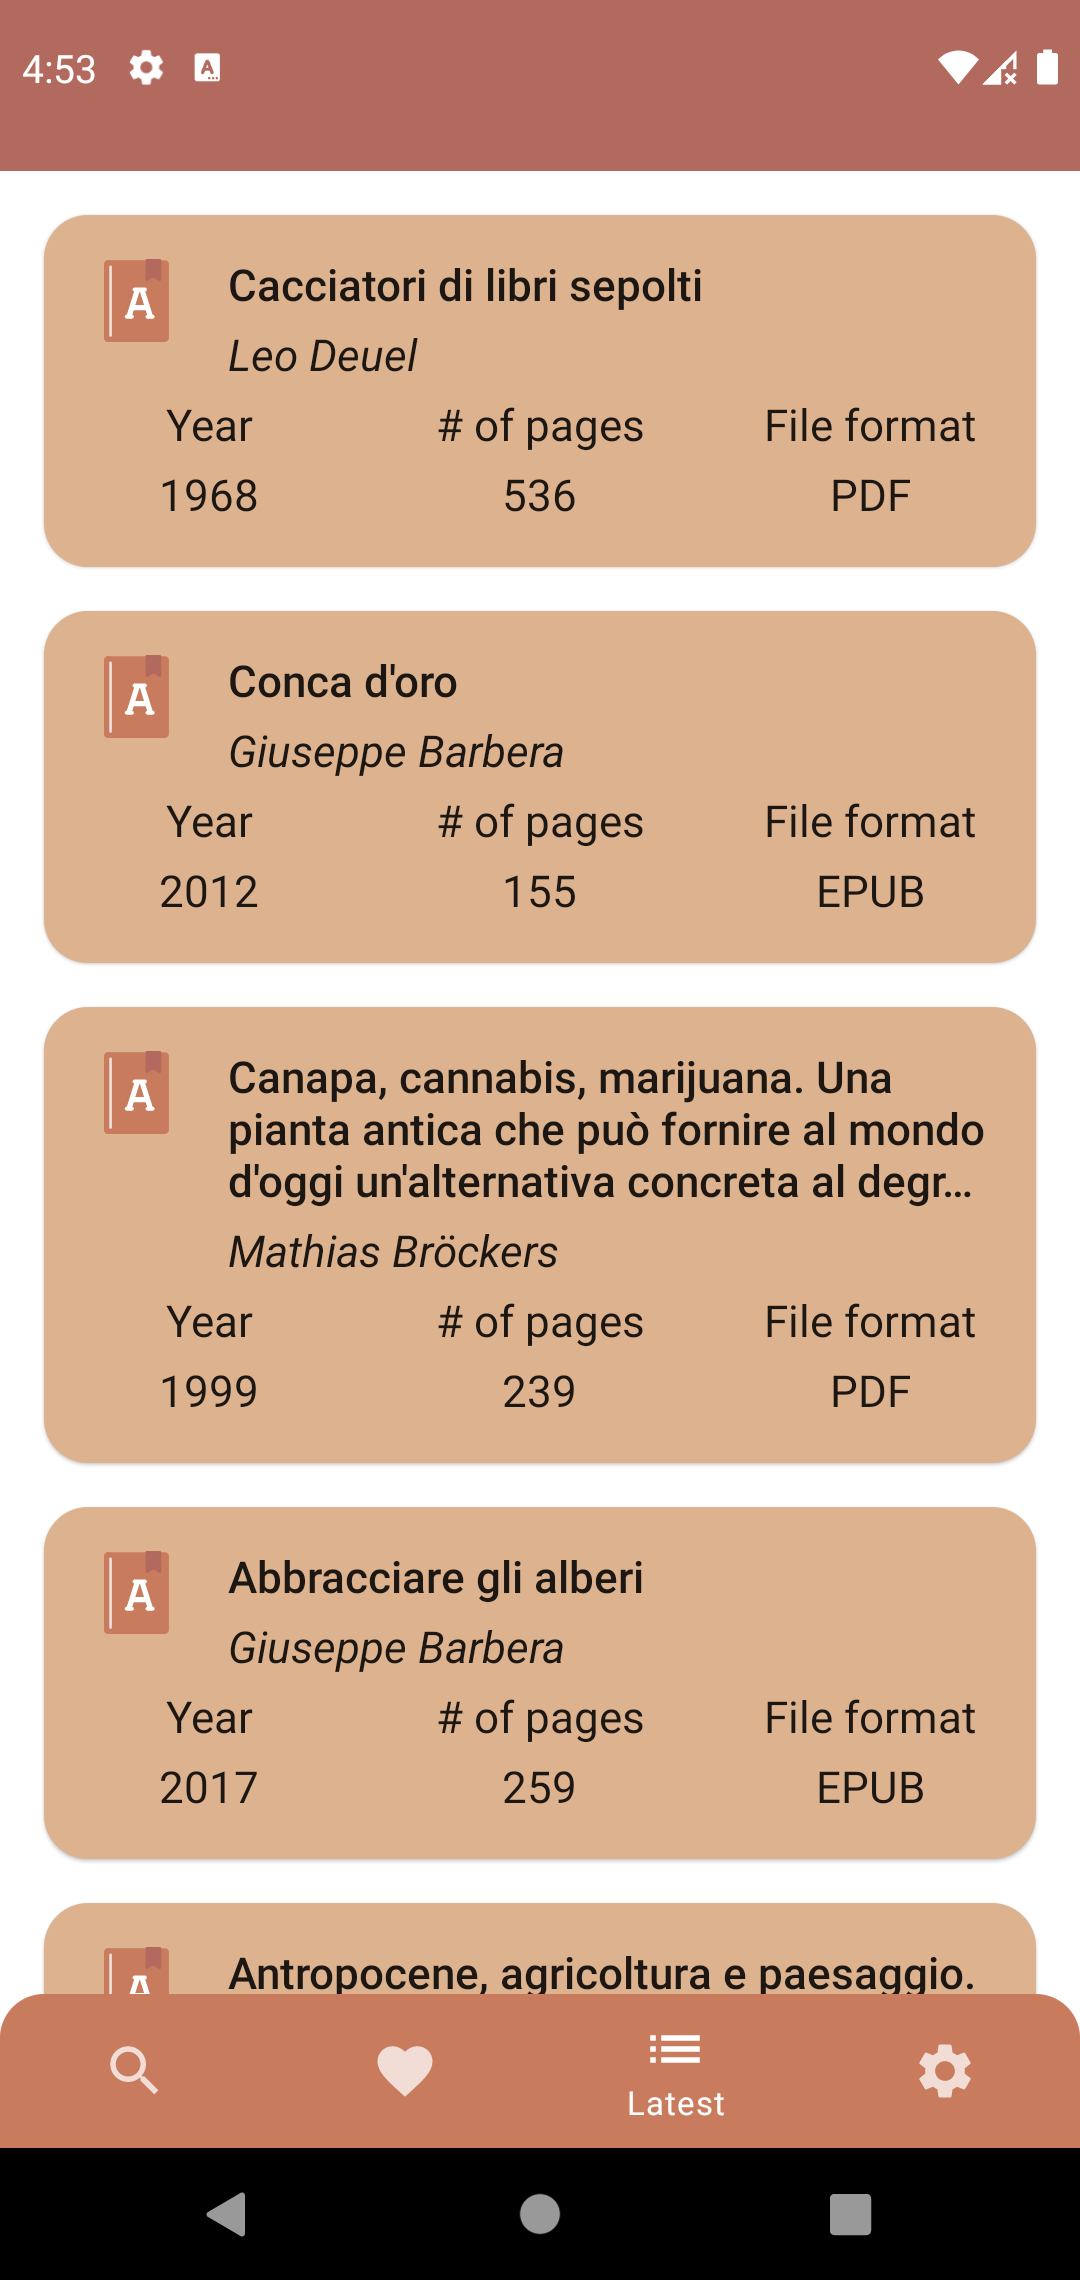 4:53
A
Cacciatori di libri sepolti
Leo Deuel
Year # of pages File format
1968 536 PDF
A
Conca d'oro
Giuseppe Barbera
Year # of pages File format
2012 155 EPUB
A
Canapa, cannabis, marijuana. Una
pianta antica che può fornire al mondo
d'oggi un'alternativa concreta al degr…
Mathias Bröckers
Year # of pages File format
1999 239 PDF
A
Abbracciare gli alberi
Giuseppe Barbera
Year # of pages File format
2017 259 EPUB
A
Antropocene, agricoltura e paesaggio.
Latest